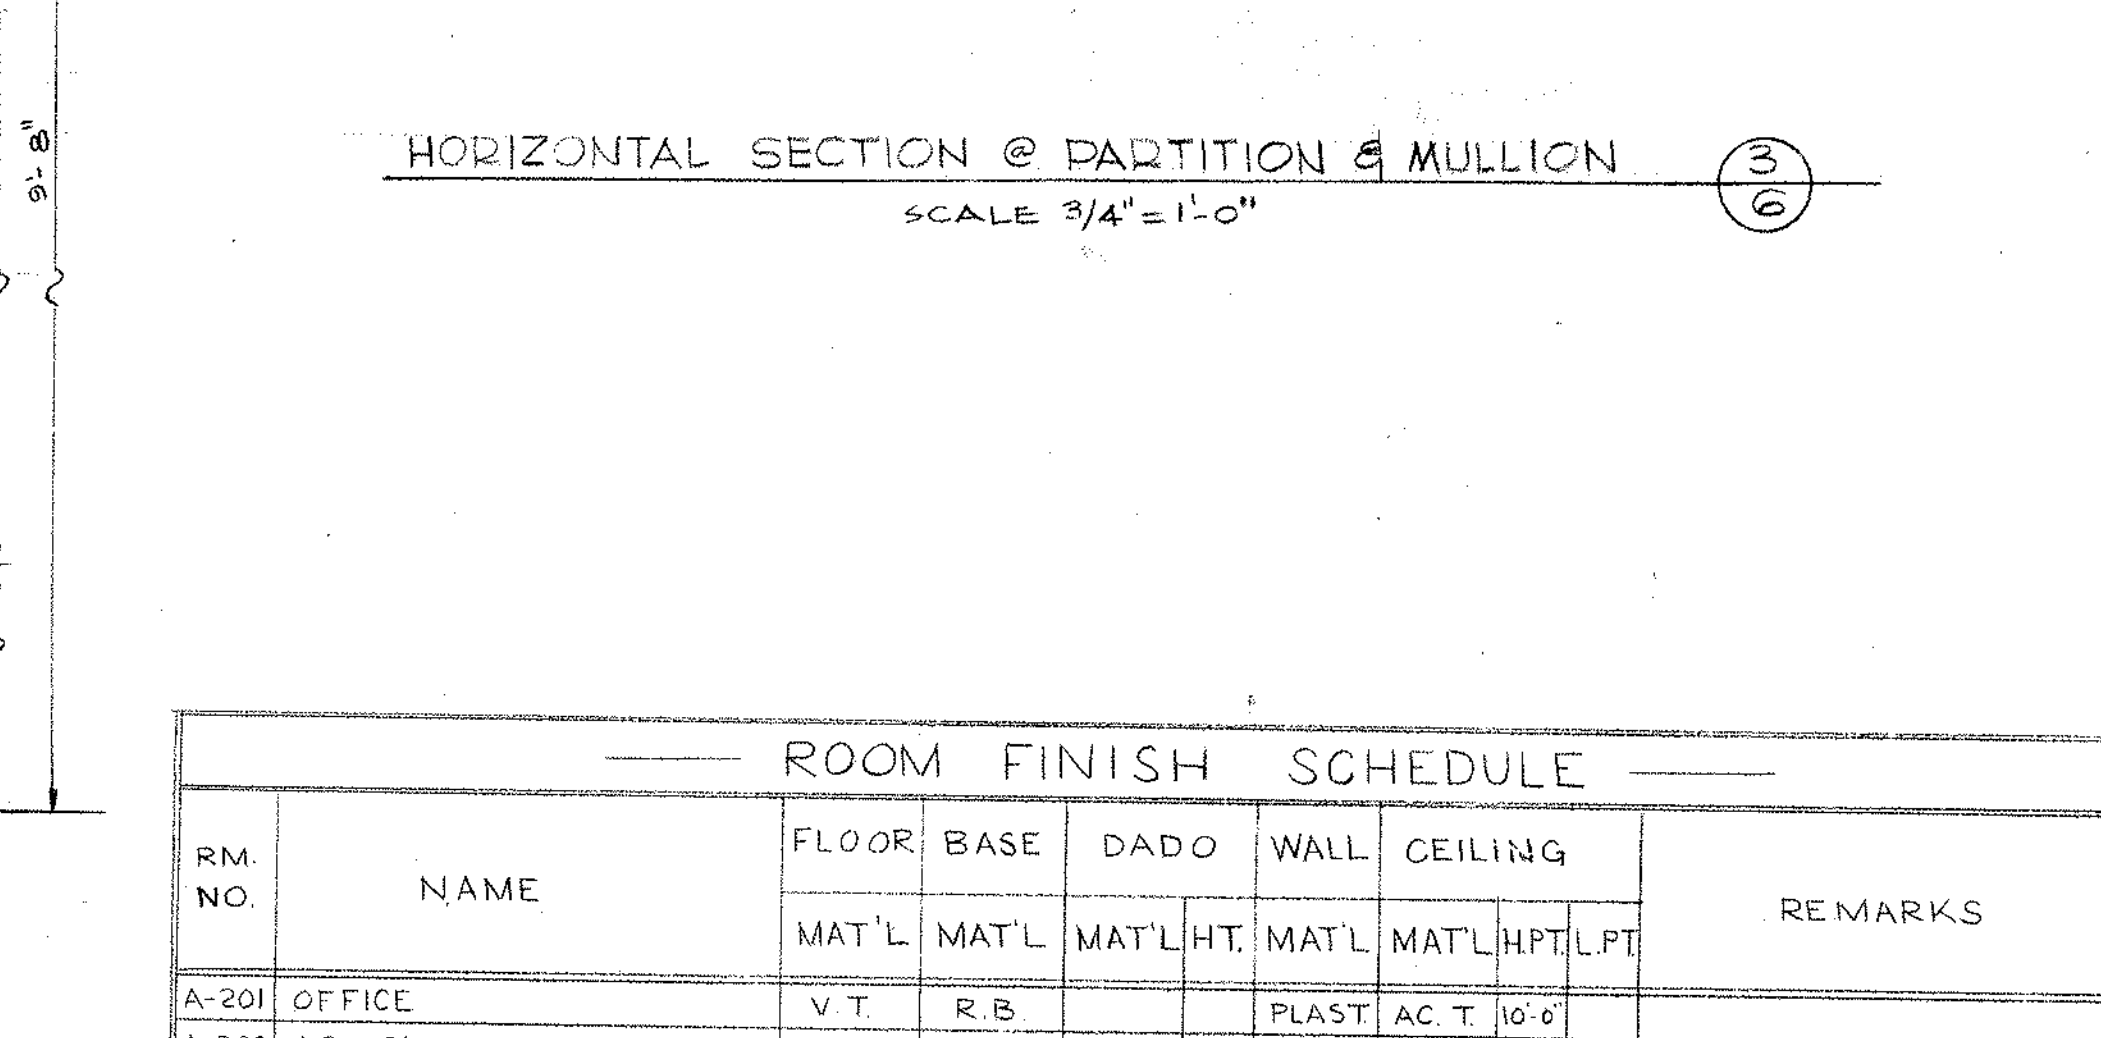 9'-8"
HORIZONTAL SECTION @ PARTITION & MULLION
3
6
SCALE 3/4" = 1'-0"
ROOM FINISH SCHEDULE
RM. NO.
NAME
FLOOR
BASE
DADO
WALL
CEILING
REMARKS
MAT'L
MAT'L
MAT'L
HT.
MAT'L
MAT'L
H.PT.
L.PT.
A-201 OFFICE V.T. R.B. PLAST. AC. T. 10'-0"